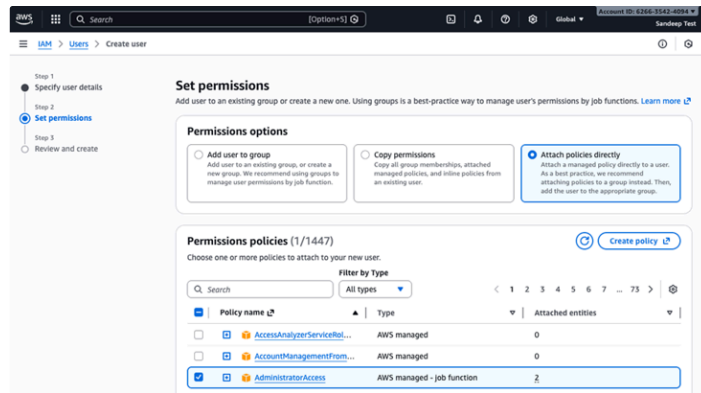 aws
Search
[Option+S]
Global
Account ID: 6266-3542-4094
Sandeep Test
IAM > Users > Create user
Step 1
Specify user details
Step 2
Set permissions
Step 3
Review and create
Set permissions
Add user to an existing group or create a new one. Using groups is a best-practice way to manage user's permissions by job functions. Learn more
Permissions options
Add user to group
Add user to an existing group, or create a
new group. We recommend using groups to
manage user permissions by job function.
Copy permissions
Copy all group memberships, attached
managed policies, and inline policies from
an existing user.
Attach policies directly
Attach a managed policy directly to a user.
As a best practice, we recommend
attaching policies to a group instead. Then,
add the user to the appropriate group.
Permissions policies (1/1447)
Create policy
Choose one or more policies to attach to your new
user.
Filter by Type
Search
All types
< 1 2 3 4 5 6 7 ... 73 >
Policy name
Type
Attached entities
AccessAnalyzerServiceRol... AWS managed 0
AccountManagementFrom... AWS managed 0
AdministratorAccess AWS managed - job function 2